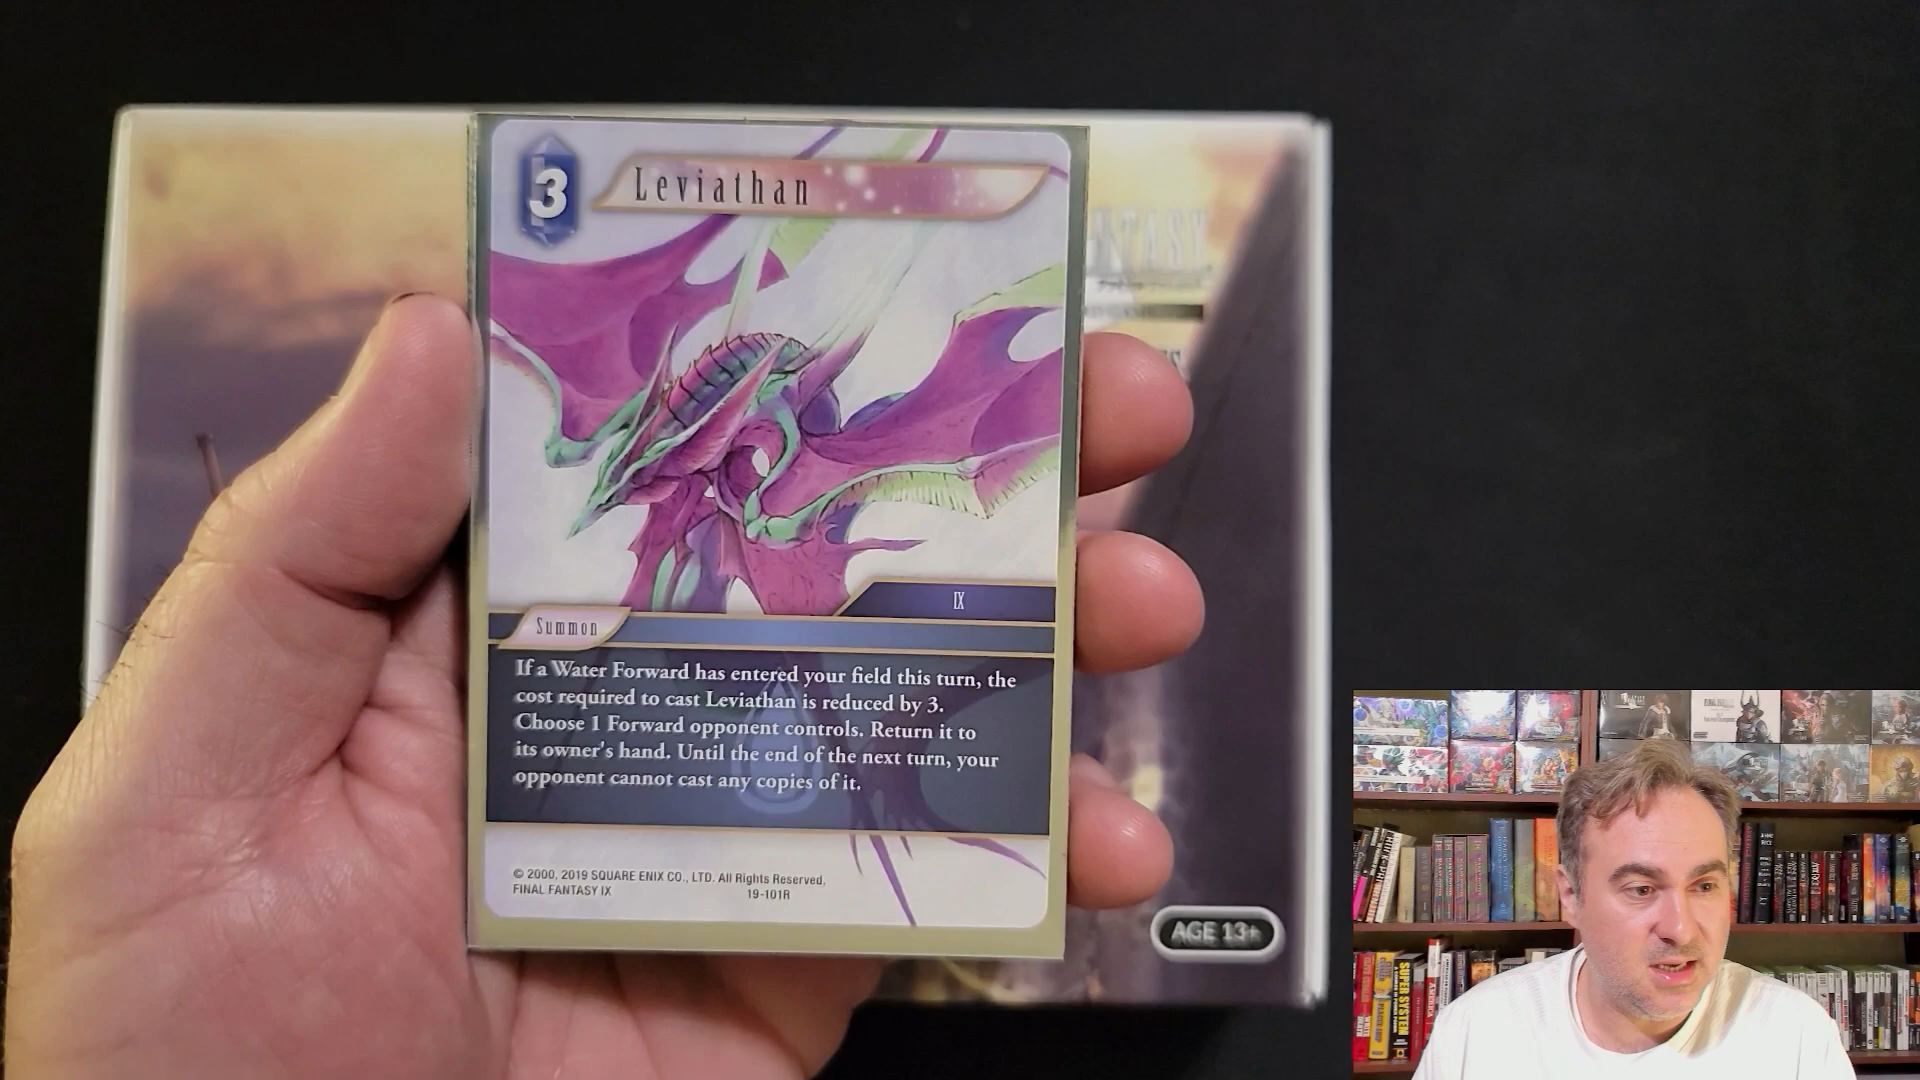 3
Leviathan
IX
Summon
If a Water Forward has entered your field this turn, the
cost required to cast Leviathan is reduced by 3.
Choose 1 Forward opponent controls. Return it to
its owner's hand. Until the end of the next turn, your
opponent cannot cast any copies of it.
© 2000, 2019 SQUARE ENIX CO., LTD. All Rights Reserved.
FINAL FANTASY IX
19-101R
AGE 13+
SUPER SYSTEM
AMERICA